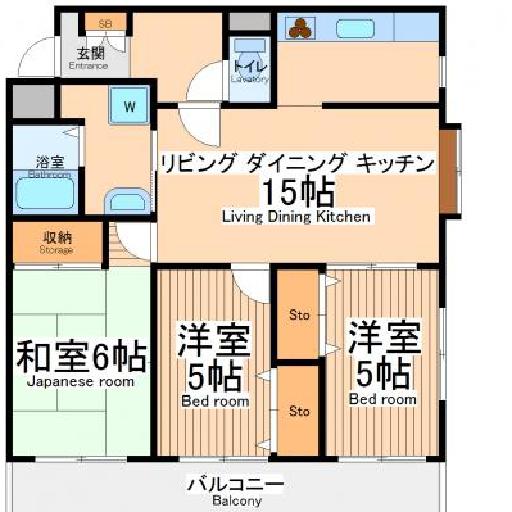 SB
玄関
Entrance
トイレ
Lavatory
W
浴室
Bathroom
リビング ダイニング キッチン
15帖
Living Dining Kitchen
収納
Storage
和室6帖
Japanese room
洋室
5帖
Bed room
Sto
Sto
洋室
5帖
Bed room
バルコニー
Balcony